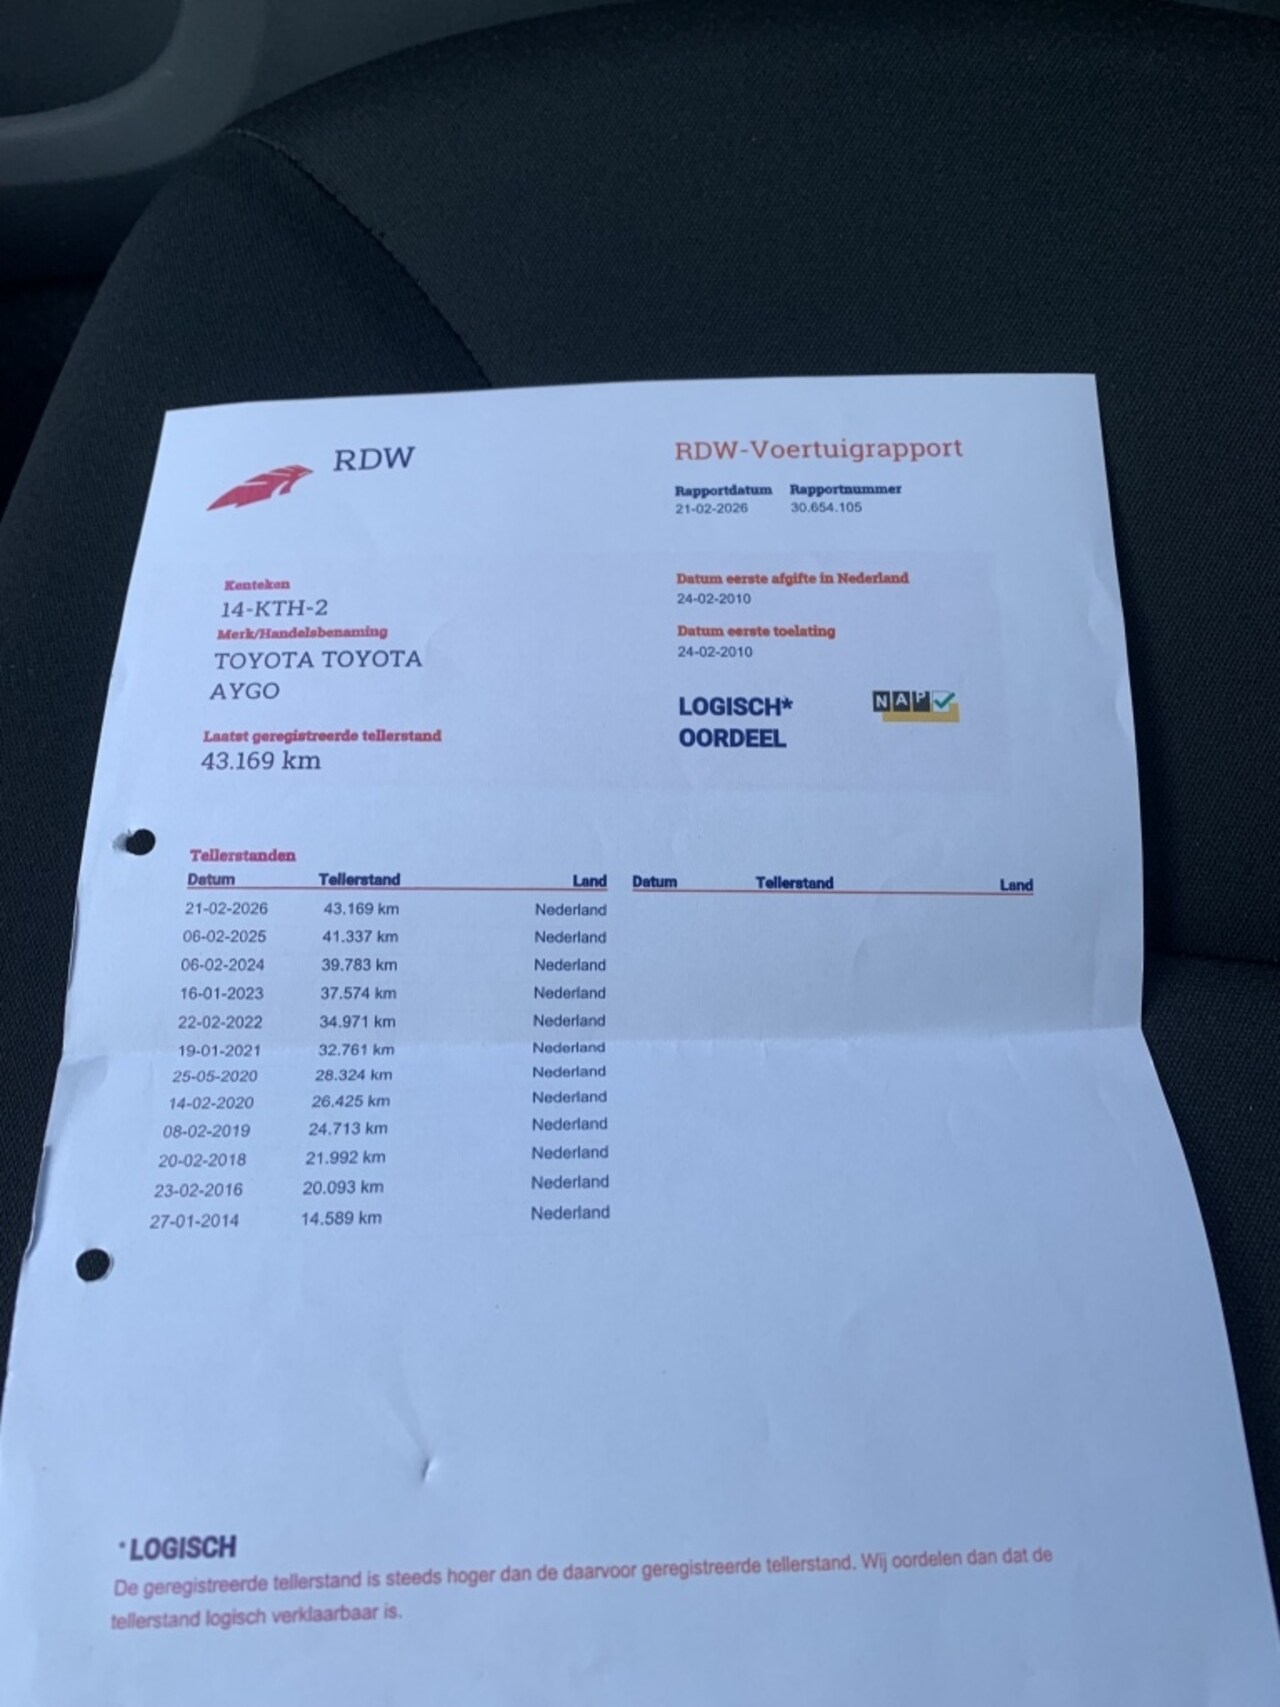 RDW
RDW-Voertuigrapport
Rapportdatum Rapportnummer
21-02-2026 30.654.105
Kenteken
14-KTH-2
Merk/Handelsbenaming
TOYOTA TOYOTA
AYGO
Laatst geregistreerde tellerstand
43.169 km
Datum eerste afgifte in Nederland
24-02-2010
Datum eerste toelating
24-02-2010
LOGISCH*
OORDEEL
NAP
Tellerstanden
Datum Tellerstand Land Datum Tellerstand Land
21-02-2026 43.169 km Nederland
06-02-2025 41.337 km Nederland
06-02-2024 39.783 km Nederland
16-01-2023 37.574 km Nederland
22-02-2022 34.971 km Nederland
19-01-2021 32.761 km Nederland
25-05-2020 28.324 km Nederland
14-02-2020 26.425 km Nederland
08-02-2019 24.713 km Nederland
20-02-2018 21.992 km Nederland
23-02-2016 20.093 km Nederland
27-01-2014 14.589 km Nederland
*LOGISCH
De geregistreerde tellerstand is steeds hoger dan de daarvoor geregistreerde tellerstand. Wij oordelen dan dat de
tellerstand logisch verklaarbaar is.